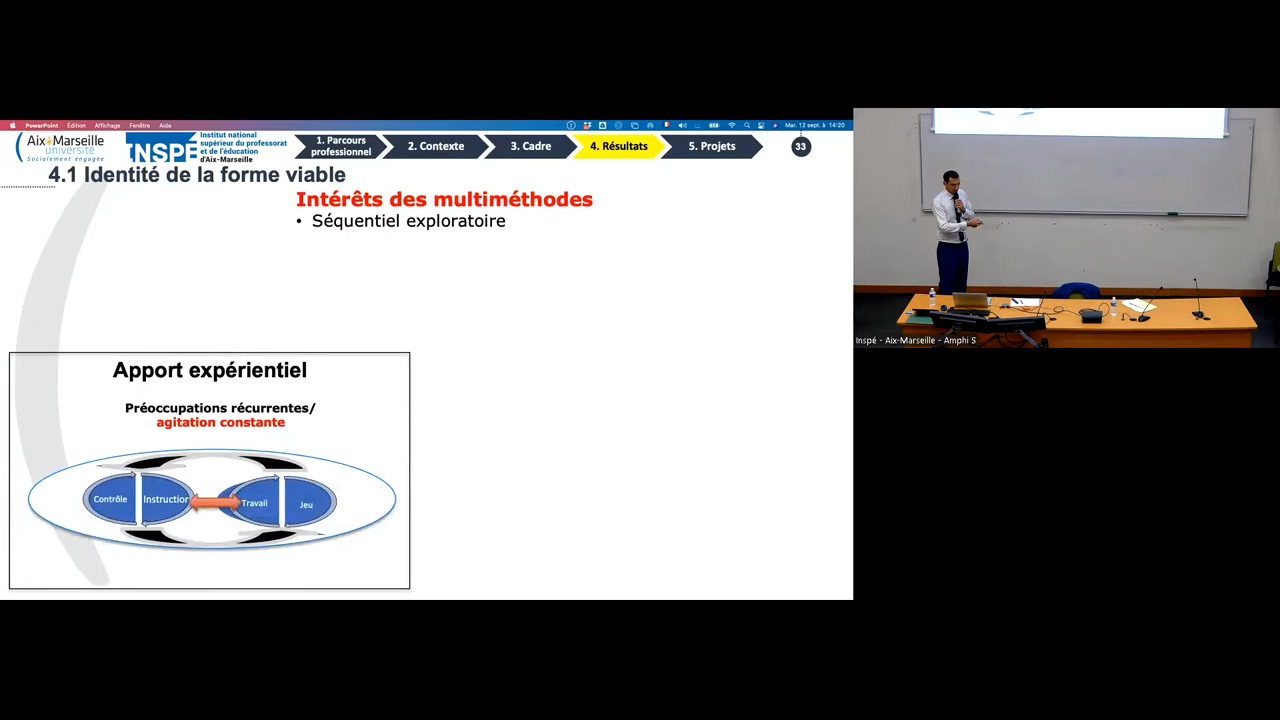 PowerPoint Édition Affichage Fenêtre Aide
Mar. 12 sept. à 14:20
Aix*Marseille
université
Socialement engagée
INSPÉ
Institut national
supérieur du professorat
et de l'éducation
d'Aix-Marseille
1. Parcours
professionnel
2. Contexte
3. Cadre
4. Résultats
5. Projets
33
4.1 Identité de la forme viable
Intérêts des multiméthodes
• Séquentiel exploratoire
Apport expérientiel
Préoccupations récurrentes/
agitation constante
Contrôle
Instruction
Travail
Jeu
Inspé - Aix-Marseille - Amphi S